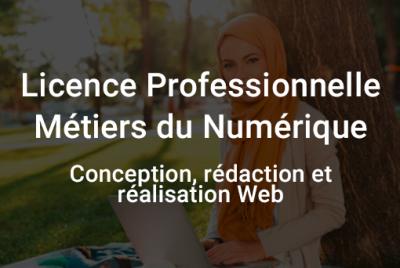 Licence Professionnelle
Métiers du Numérique
Conception, rédaction et
réalisation Web